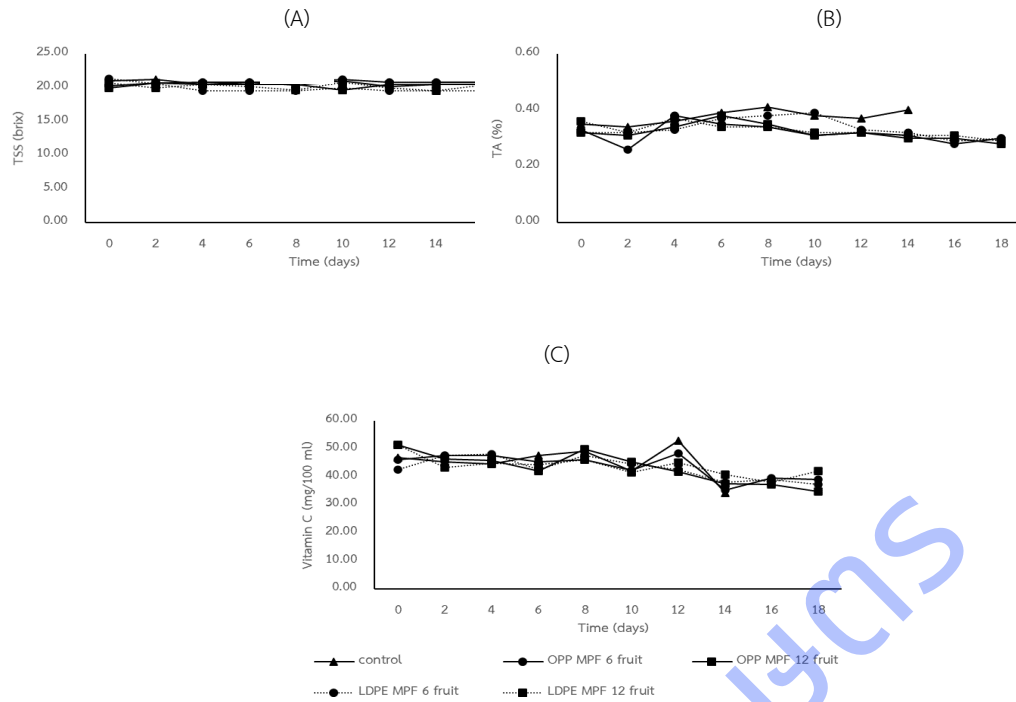 (A)
(B)
25.00
20.00
15.00
10.00
5.00
0.00
TSS (brix)
0 2 4 6 8 10 12 14
Time (days)
0.60
0.40
0.20
0.00
TA (%)
0 2 4 6 8 10 12 14 16 18
Time (days)
(C)
60.00
50.00
40.00
30.00
20.00
10.00
0.00
Vitamin C (mg/100 ml)
0 2 4 6 8 10 12 14 16 18
Time (days)
control OPP MPF 6 fruit OPP MPF 12 fruit
LDPE MPF 6 fruit LDPE MPF 12 fruit